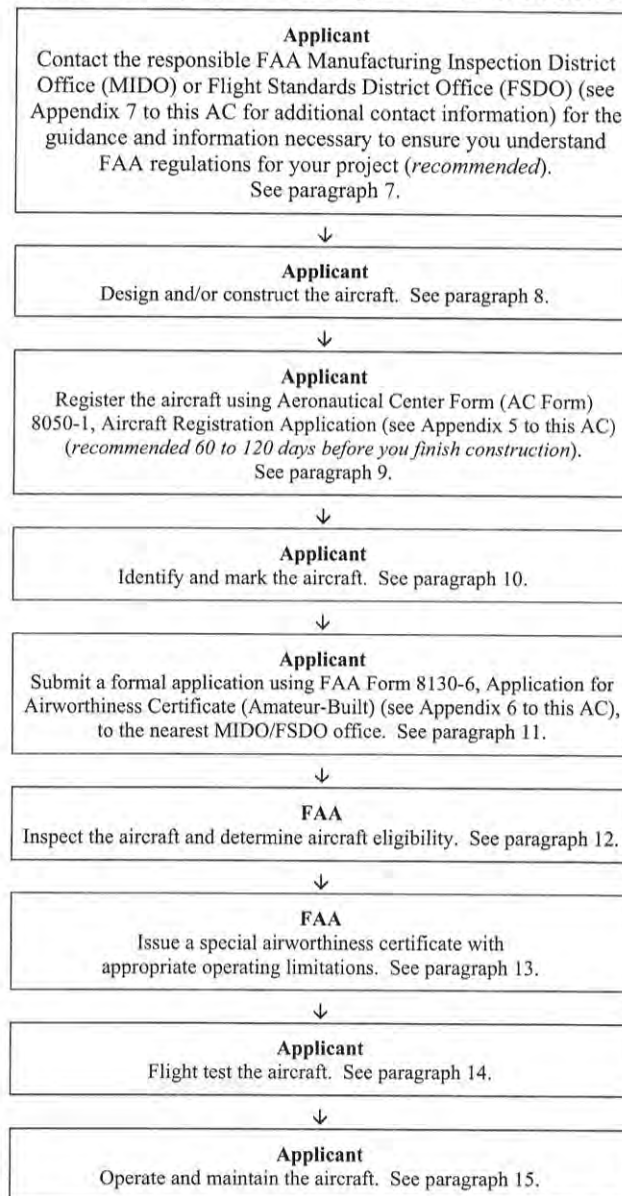 Applicant
Contact the responsible FAA Manufacturing Inspection District
Office (MIDO) or Flight Standards District Office (FSDO) (see
Appendix 7 to this AC for additional contact information) for the
guidance and information necessary to ensure you understand
FAA regulations for your project (recommended).
See paragraph 7.
↓
Applicant
Design and/or construct the aircraft. See paragraph 8.
↓
Applicant
Register the aircraft using Aeronautical Center Form (AC Form)
8050-1, Aircraft Registration Application (see Appendix 5 to this AC)
(recommended 60 to 120 days before you finish construction).
See paragraph 9.
↓
Applicant
Identify and mark the aircraft. See paragraph 10.
↓
Applicant
Submit a formal application using FAA Form 8130-6, Application for
Airworthiness Certificate (Amateur-Built) (see Appendix 6 to this AC),
to the nearest MIDO/FSDO office. See paragraph 11.
↓
FAA
Inspect the aircraft and determine aircraft eligibility. See paragraph 12.
↓
FAA
Issue a special airworthiness certificate with
appropriate operating limitations. See paragraph 13.
↓
Applicant
Flight test the aircraft. See paragraph 14.
↓
Applicant
Operate and maintain the aircraft. See paragraph 15.